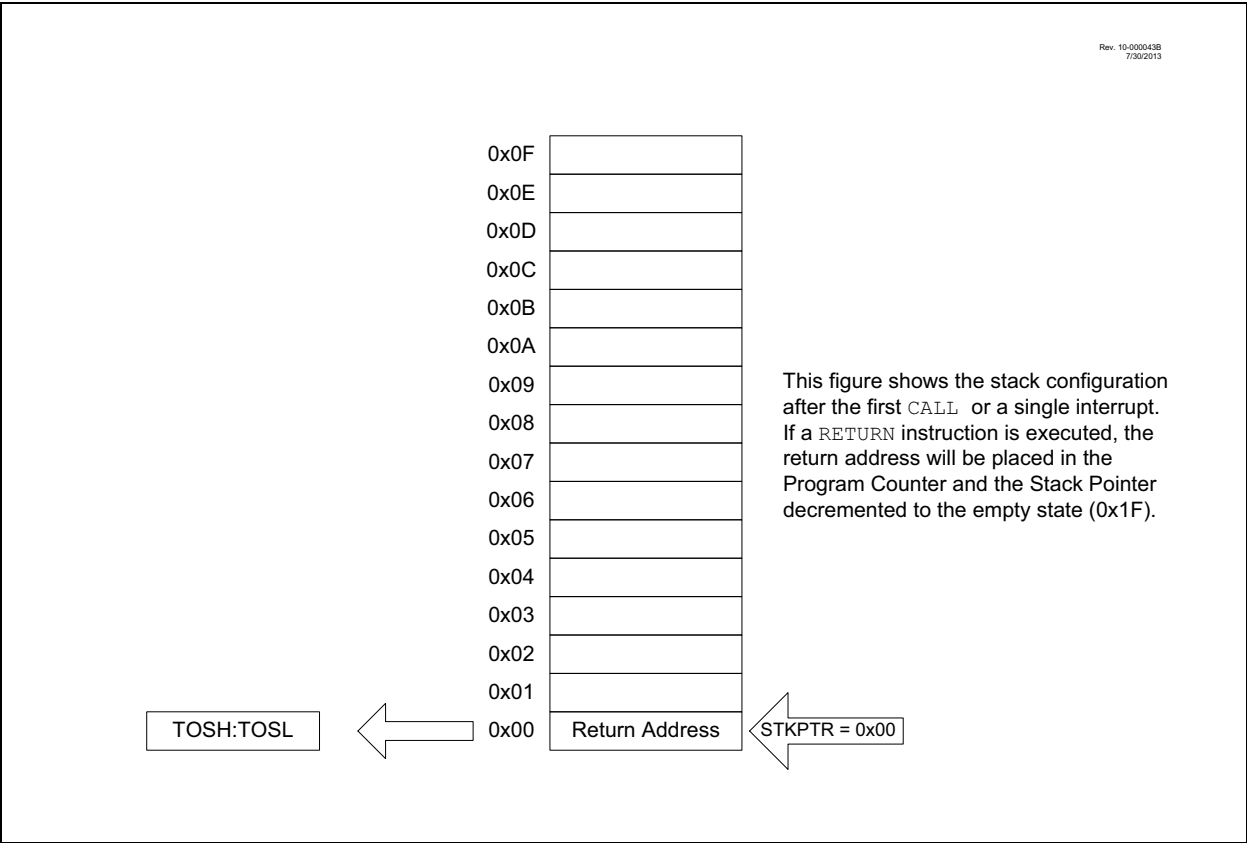 Rev. 10-000043B
7/30/2013
0x0F
0x0E
0x0D
0x0C
0x0B
0x0A
0x09
0x08
0x07
0x06
0x05
0x04
0x03
0x02
0x01
This figure shows the stack configuration
after the first CALL or a single interrupt.
If a RETURN instruction is executed, the
return address will be placed in the
Program Counter and the Stack Pointer
decremented to the empty state (0x1F).
TOSH:TOSL
0x00
Return Address
STKPTR = 0x00